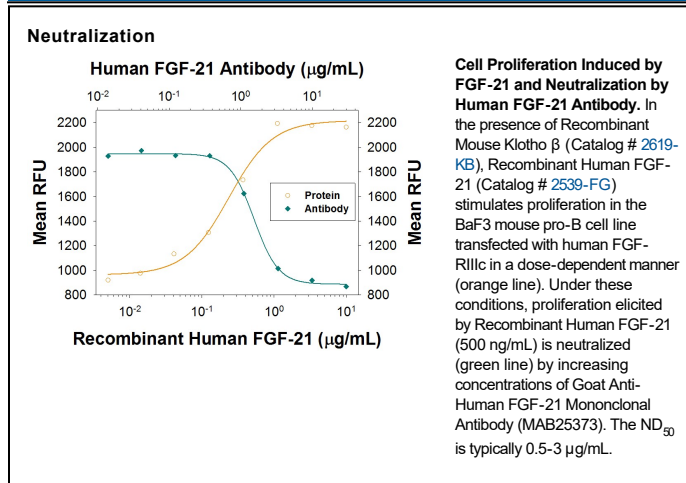 Neutralization
Human FGF-21 Antibody (µg/mL)
10⁻² 10⁻¹ 10⁰ 10¹
2200 2200
2000 2000
1800 1800
1600 1600
1400 1400
1200 1200
1000 1000
800 800
Mean RFU
Mean RFU
Protein
Antibody
10⁻² 10⁻¹ 10⁰ 10¹
Recombinant Human FGF-21 (µg/mL)
Cell Proliferation Induced by
FGF-21 and Neutralization by
Human FGF-21 Antibody. In
the presence of Recombinant
Mouse Klotho β (Catalog # 2619-
KB), Recombinant Human FGF-
21 (Catalog # 2539-FG)
stimulates proliferation in the
BaF3 mouse pro-B cell line
transfected with human FGF-
RIIIc in a dose-dependent manner
(orange line). Under these
conditions, proliferation elicited
by Recombinant Human FGF-21
(500 ng/mL) is neutralized
(green line) by increasing
concentrations of Goat Anti-
Human FGF-21 Mononclonal
Antibody (MAB25373). The ND₅₀
is typically 0.5-3 µg/mL.